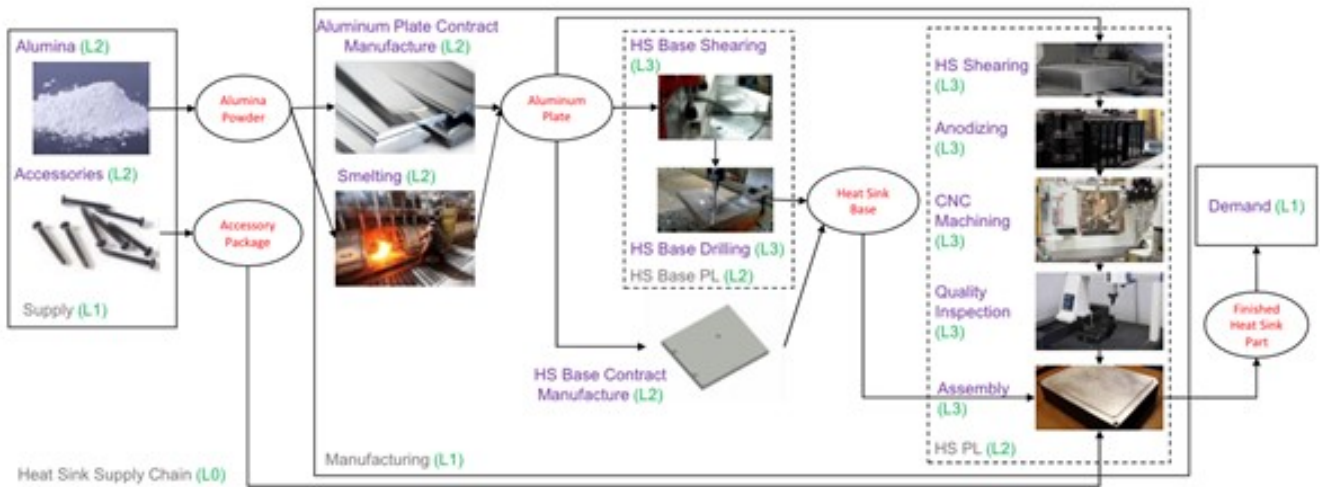 Alumina (L2)
Alumina
Powder
Accessories (L2)
Accessory
Package
Supply (L1)
Heat Sink Supply Chain (L0)
Aluminum Plate Contract
Manufacture (L2)
Smelting (L2)
Aluminum
Plate
HS Base Shearing
(L3)
HS Base Drilling (L3)
HS Base PL (L2)
HS Base Contract
Manufacture (L2)
Heat Sink
Base
Manufacturing (L1)
HS Shearing
(L3)
Anodizing
(L3)
CNC
Machining
(L3)
Quality
Inspection
(L3)
Assembly
(L3)
HS PL (L2)
Demand (L1)
Finished
Heat Sink
Part